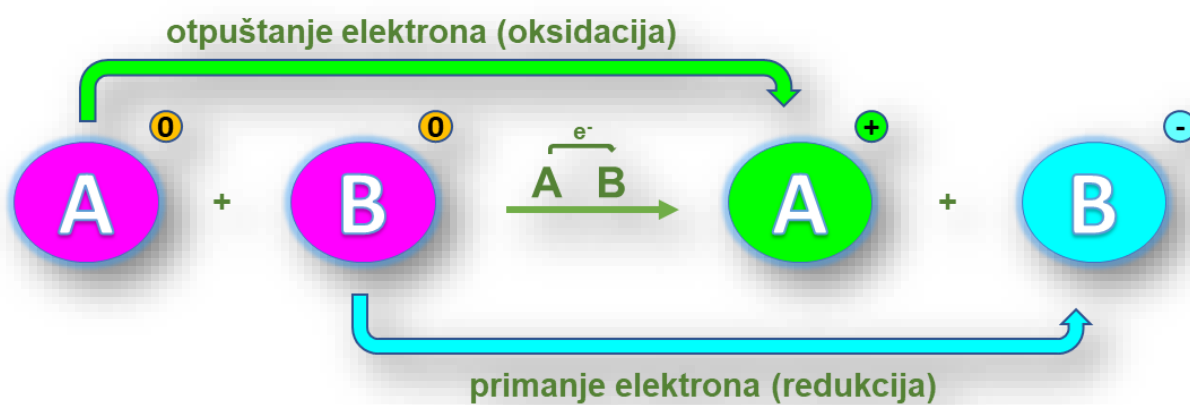 otpuštanje elektrona (oksidacija)
A 0 + B 0 A + + B -
e-
A B
primanje elektrona (redukcija)